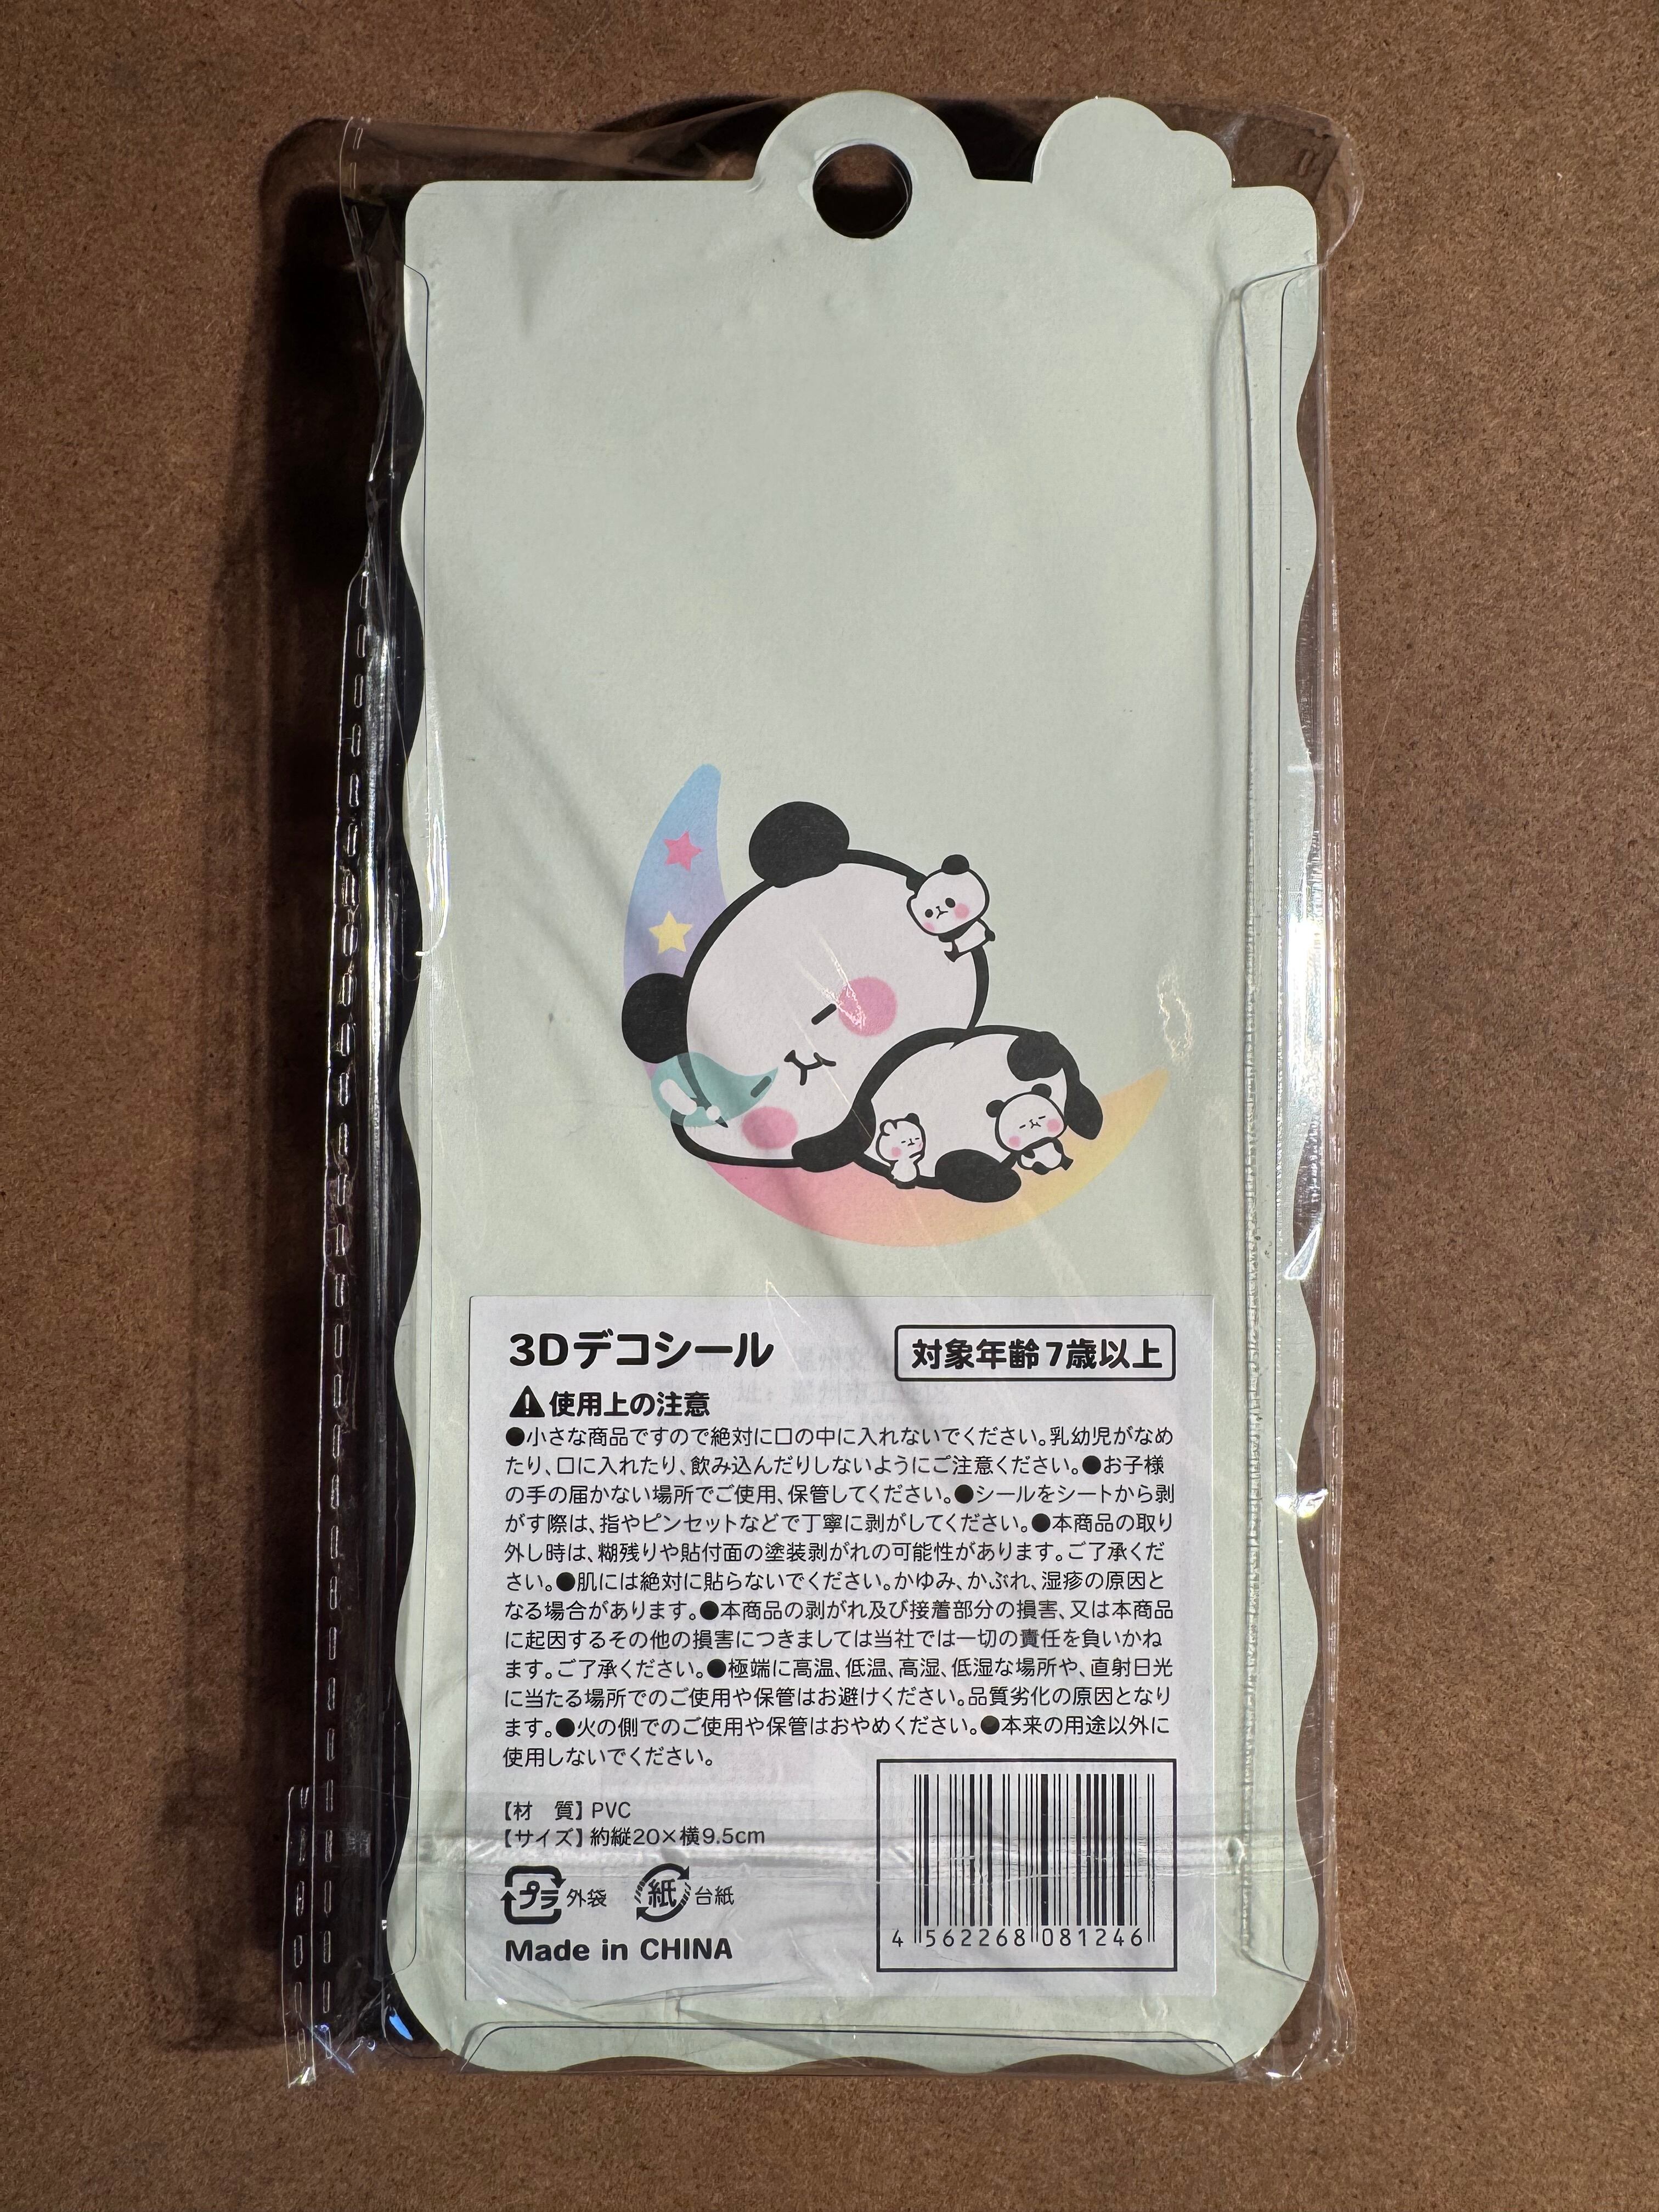 3Dデコシール
対象年齢7歳以上
使用上の注意
●小さな商品ですので絶対に口の中に入れないでください。乳幼児がなめ
たり、口に入れたり、飲み込んだりしないようにご注意ください。●お子様
の手の届かない場所でご使用、保管してください。●シールをシートから剥
がす際は、指やピンセットなどで丁寧に剥がしてください。●本商品の取り
外し時は、糊残りや貼付面の塗装剥がれの可能性があります。ご了承くだ
さい。●肌には絶対に貼らないでください。かゆみ、かぶれ、湿疹の原因と
なる場合があります。●本商品の剥がれ及び接着部分の損害、又は本商品
に起因するその他の損害につきましては当社では一切の責任を負いかね
ます。ご了承ください。●極端に高温、低温、高湿、低湿な場所や、直射日光
に当たる場所でのご使用や保管はお避けください。品質劣化の原因となり
ます。●火の側でのご使用や保管はおやめください。●本来の用途以外に
使用しないでください。
【材　質】PVC
【サイズ】約縦20×横9.5cm
プラ 外袋 紙 台紙
Made in CHINA
4 562268 081246